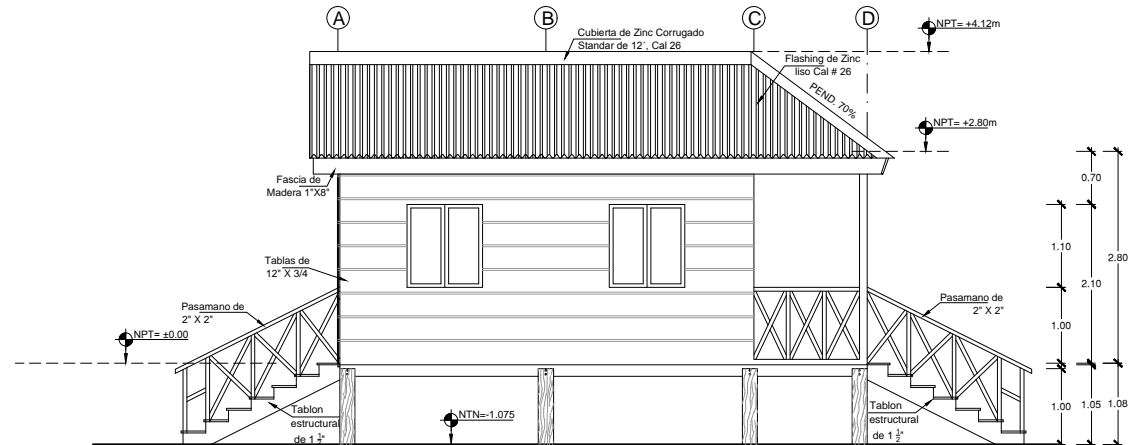 A
B
C
D
NPT= +4.12m
Cubierta de Zinc Corrugado
Standar de 12´, Cal 26
Flashing de Zinc
liso Cal # 26
PEND. 70%
NPT= +2.80m
Fascia de
Madera 1"X8"
0.70
1.10
2.10
2.80
Tablas de
12" X 3/4
Pasamano de
2" X 2"
Pasamano de
2" X 2"
NPT= ±0.00
1.00
Tablon
estructural
de 1 ½"
NTN=-1.075
Tablon
estructural
de 1 ½"
1.00
1.05
1.08